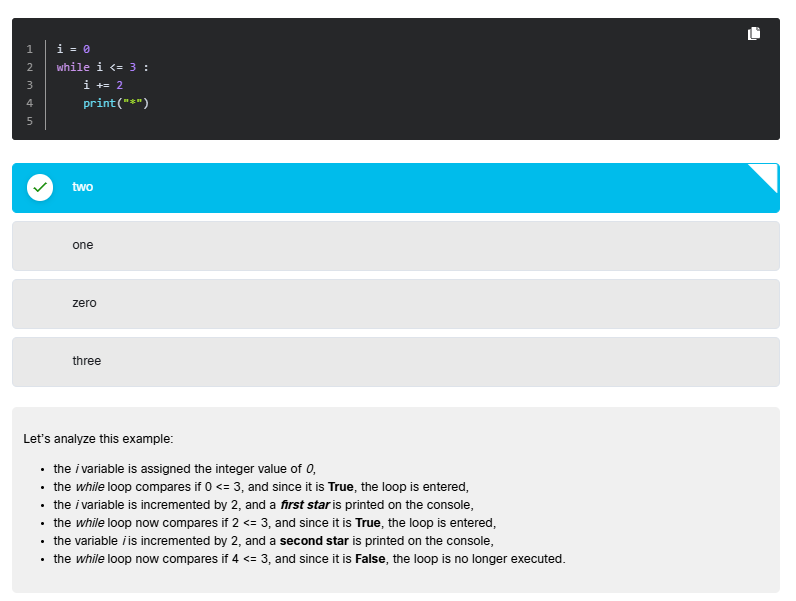 1 i = 0
2 while i <= 3 :
3     i += 2
4     print("*")
5
two
one
zero
three
Let's analyze this example:
• the i variable is assigned the integer value of 0,
• the while loop compares if 0 <= 3, and since it is True, the loop is entered,
• the i variable is incremented by 2, and a first star is printed on the console,
• the while loop now compares if 2 <= 3, and since it is True, the loop is entered,
• the variable i is incremented by 2, and a second star is printed on the console,
• the while loop now compares if 4 <= 3, and since it is False, the loop is no longer executed.